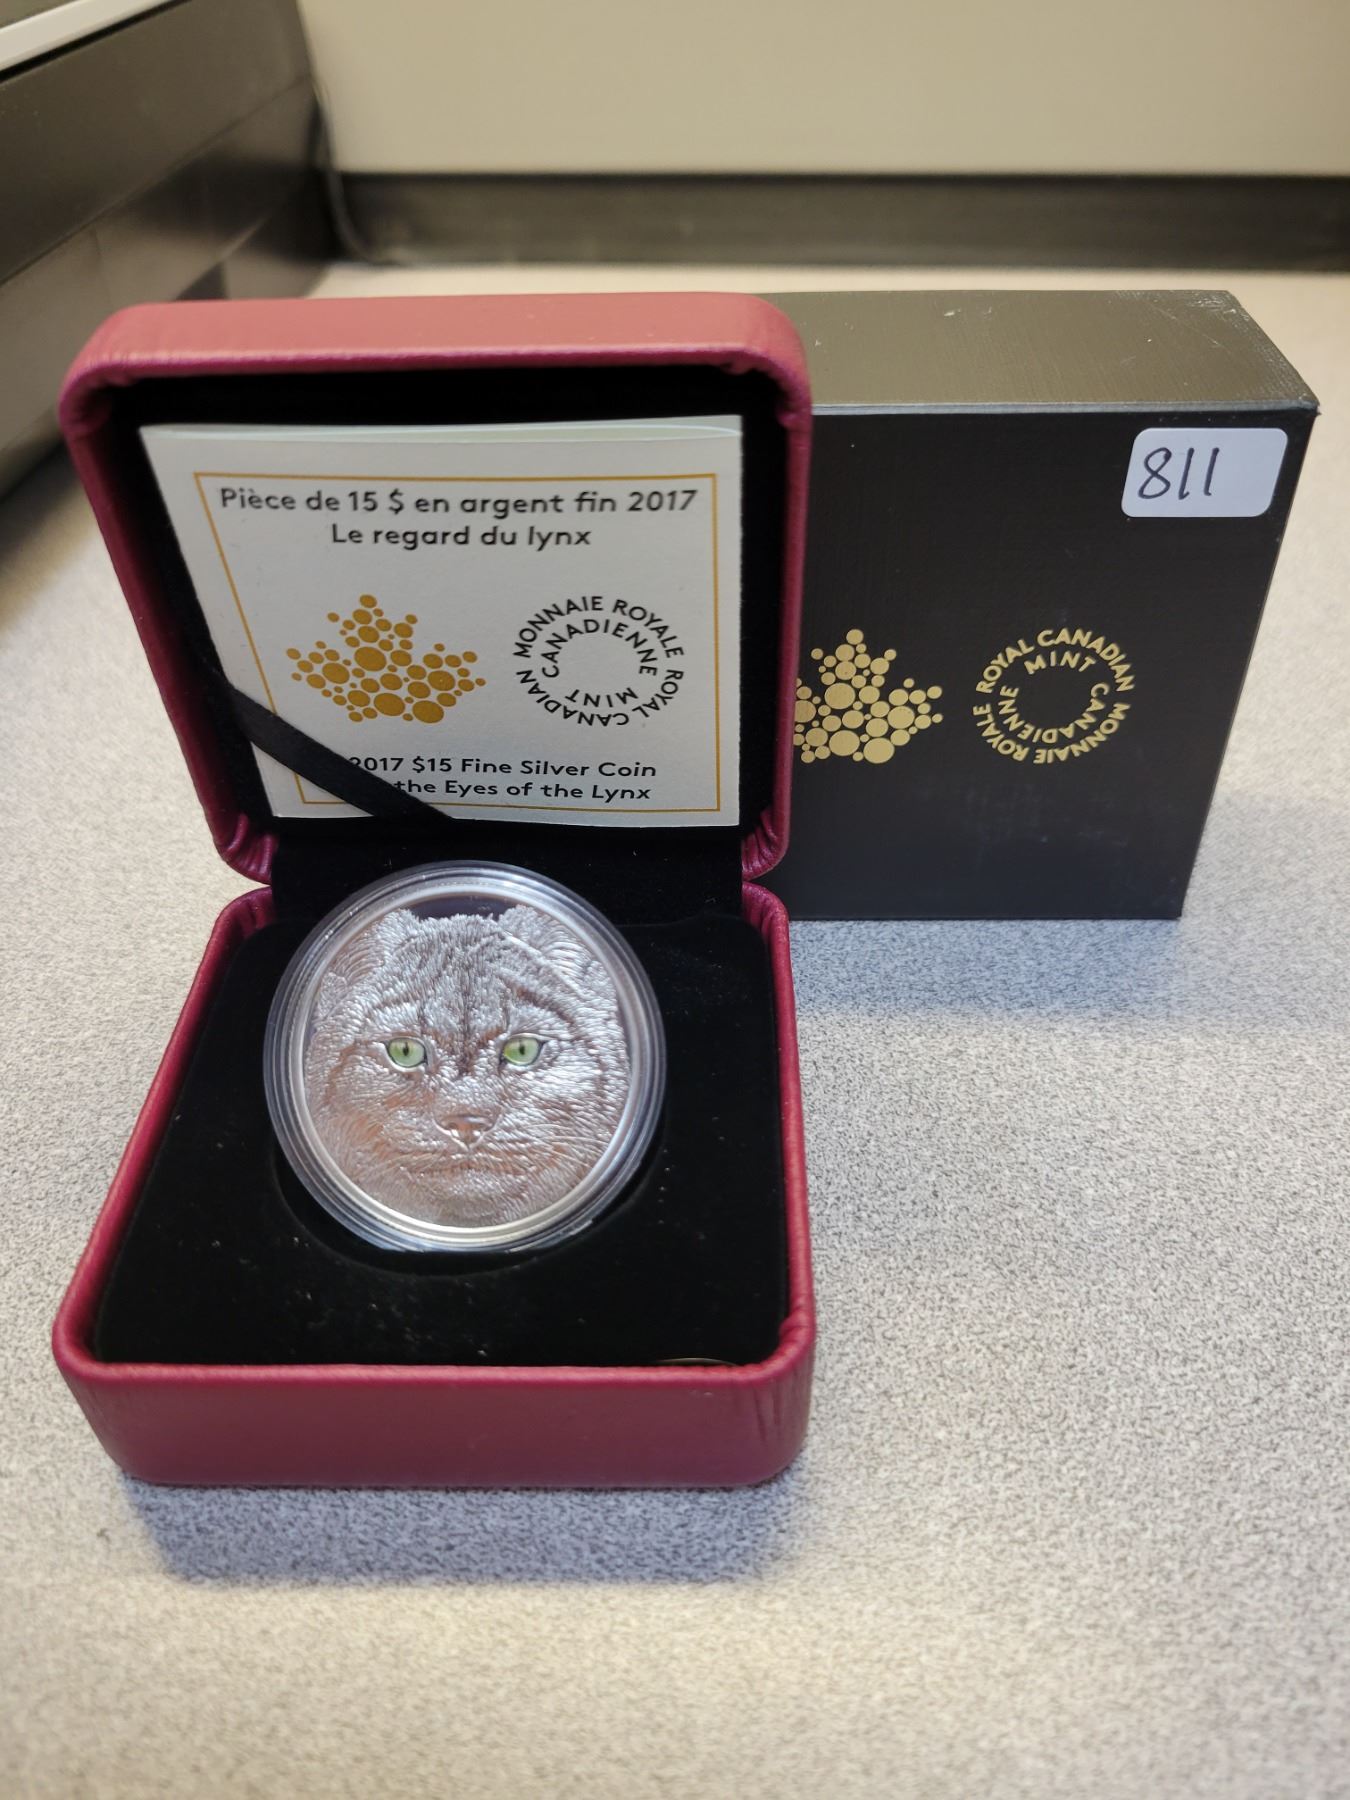 Pièce de 15 $ en argent fin 2017
Le regard du lynx
MONNAIE ROYALE CANADIENNE
ROYAL CANADIAN MINT
2017 $15 Fine Silver Coin
the Eyes of the Lynx
811
ROYAL CANADIAN MINT
MONNAIE ROYALE CANADIENNE